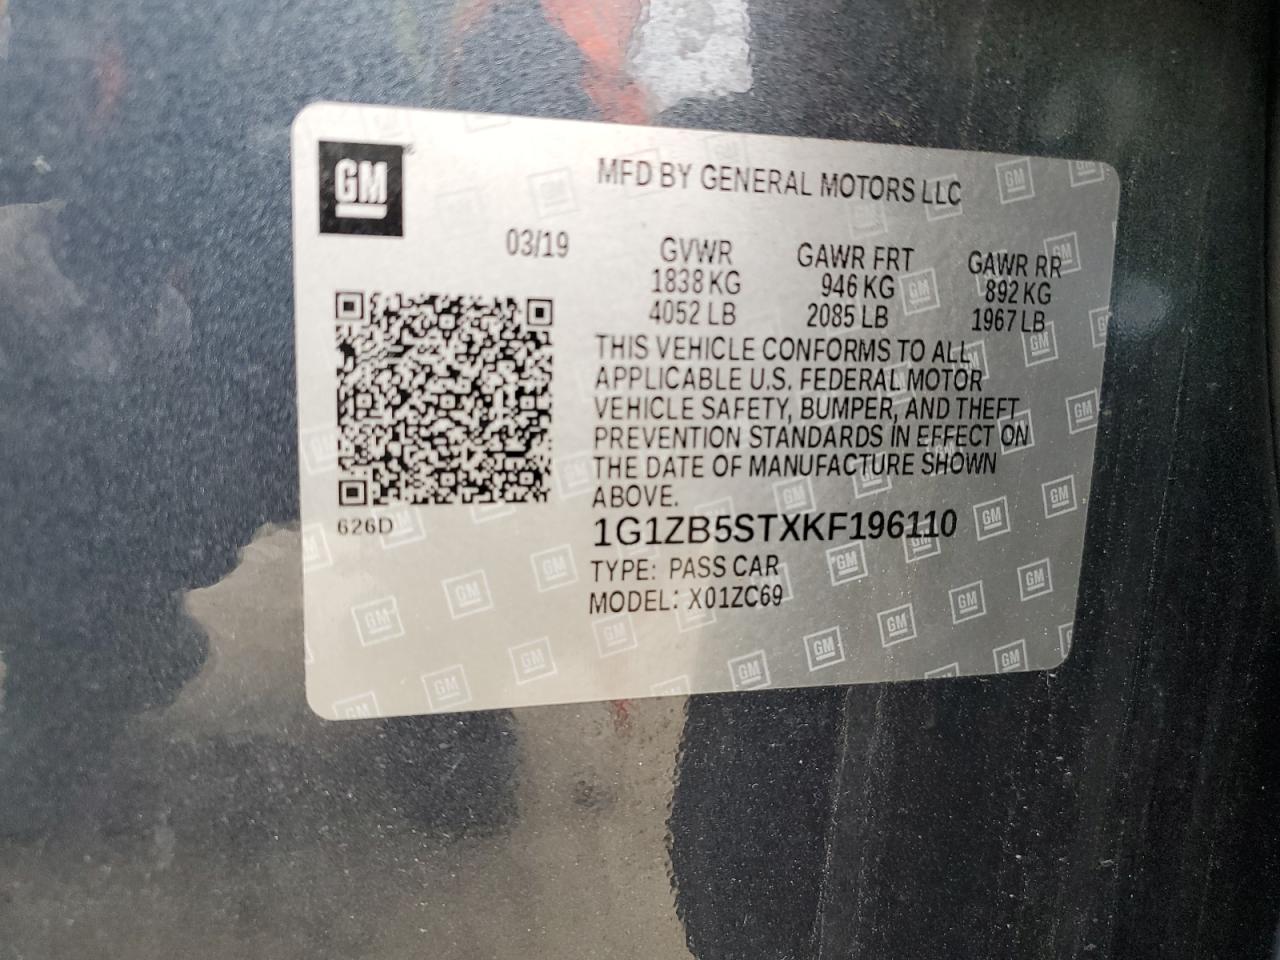 GM
MFD BY GENERAL MOTORS LLC
03/19 GVWR GAWR FRT GAWR RR
1838 KG 946 KG 892 KG
4052 LB 2085 LB 1967 LB
THIS VEHICLE CONFORMS TO ALL
APPLICABLE U.S. FEDERAL MOTOR
VEHICLE SAFETY, BUMPER, AND THEFT
PREVENTION STANDARDS IN EFFECT ON
THE DATE OF MANUFACTURE SHOWN
ABOVE.
626D
1G1ZB5STXKF196110
TYPE: PASS CAR
MODEL: X01ZC69